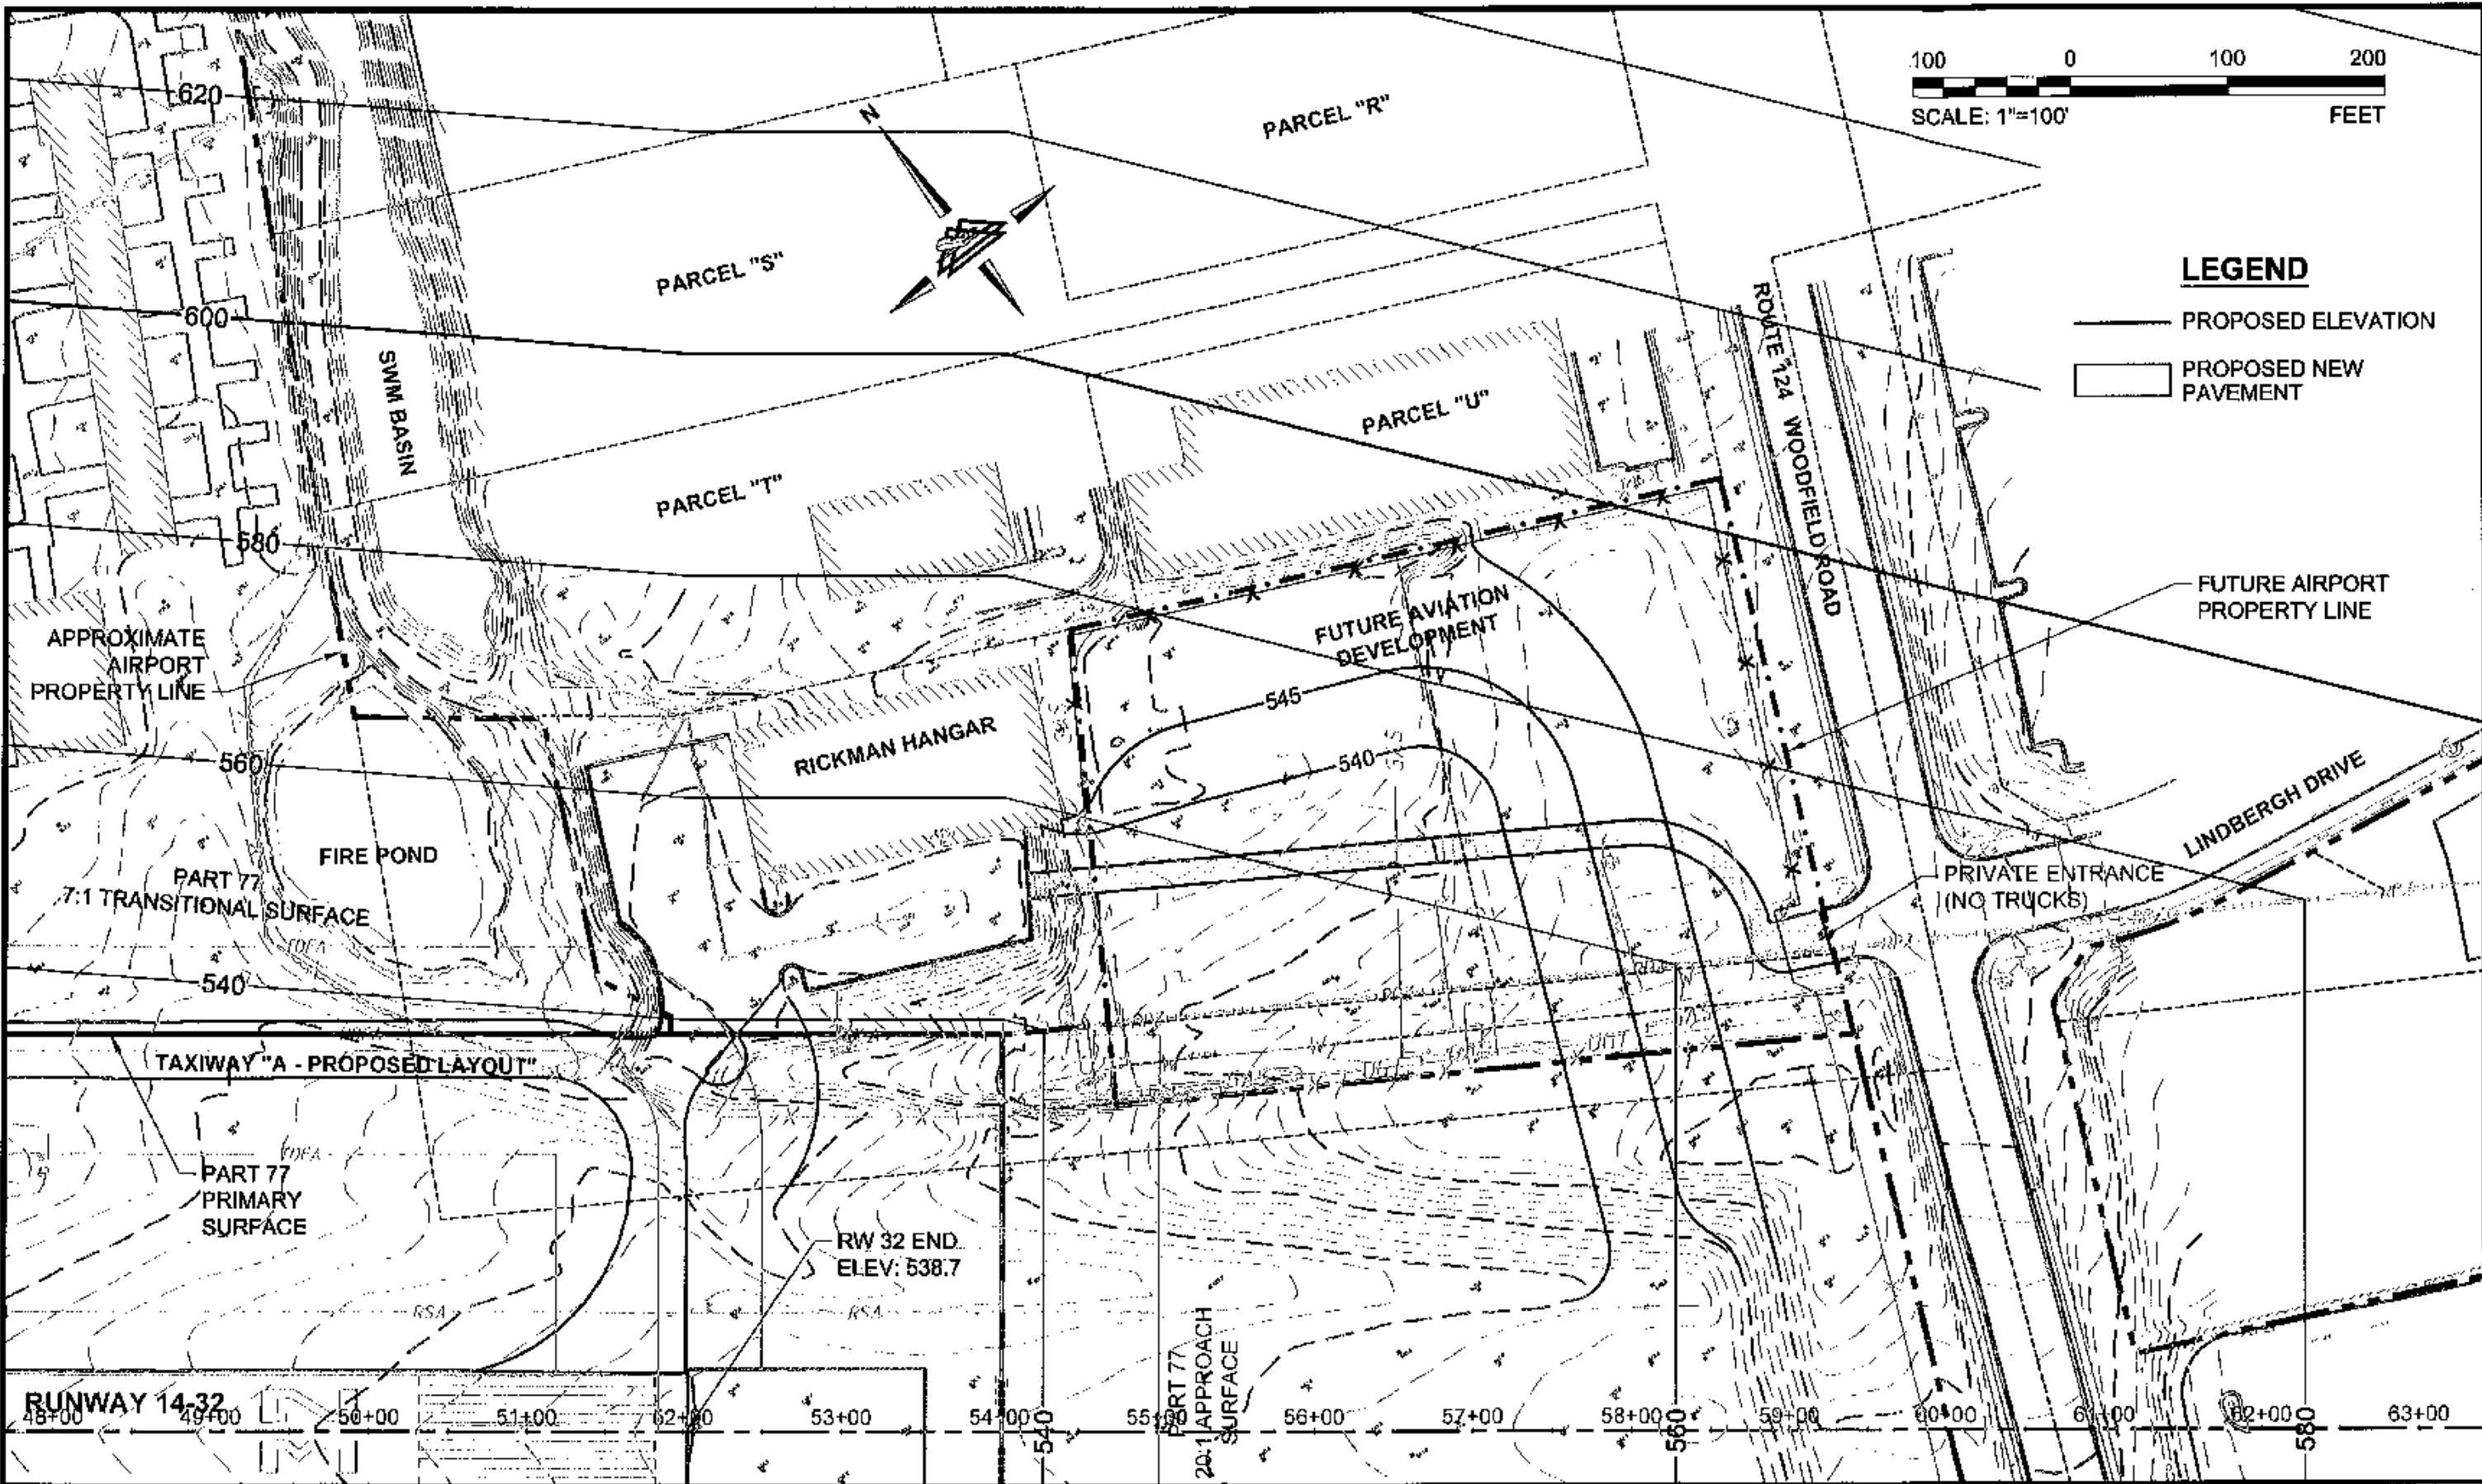 100 0 100 200
SCALE: 1"=100' FEET
N
620
PARCEL "R"
PARCEL "S"
LEGEND
PROPOSED ELEVATION
PROPOSED NEW
PAVEMENT
600
SWM BASIN
ROUTE 124 WOODFIELD ROAD
PARCEL "U"
PARCEL "T"
580
FUTURE AIRPORT
PROPERTY LINE
FUTURE AVIATION
DEVELOPMENT
APPROXIMATE
AIRPORT
PROPERTY LINE
545
RICKMAN HANGAR
540
560
LINDBERGH DRIVE
FIRE POND
PART 77
7:1 TRANSITIONAL SURFACE
PRIVATE ENTRANCE
(NO TRUCKS)
540
TAXIWAY "A - PROPOSED LAYOUT"
PART 77
PRIMARY
SURFACE
RW 32 END
ELEV: 538.7
RSA
RSA
PART 77
20:1 APPROACH
SURFACE
RUNWAY 14-32
48+00 49+00 50+00 51+00 52+00 53+00 54+00 55+00 56+00 57+00 58+00 59+00 60+00 61+00 62+00 63+00
540
560
580